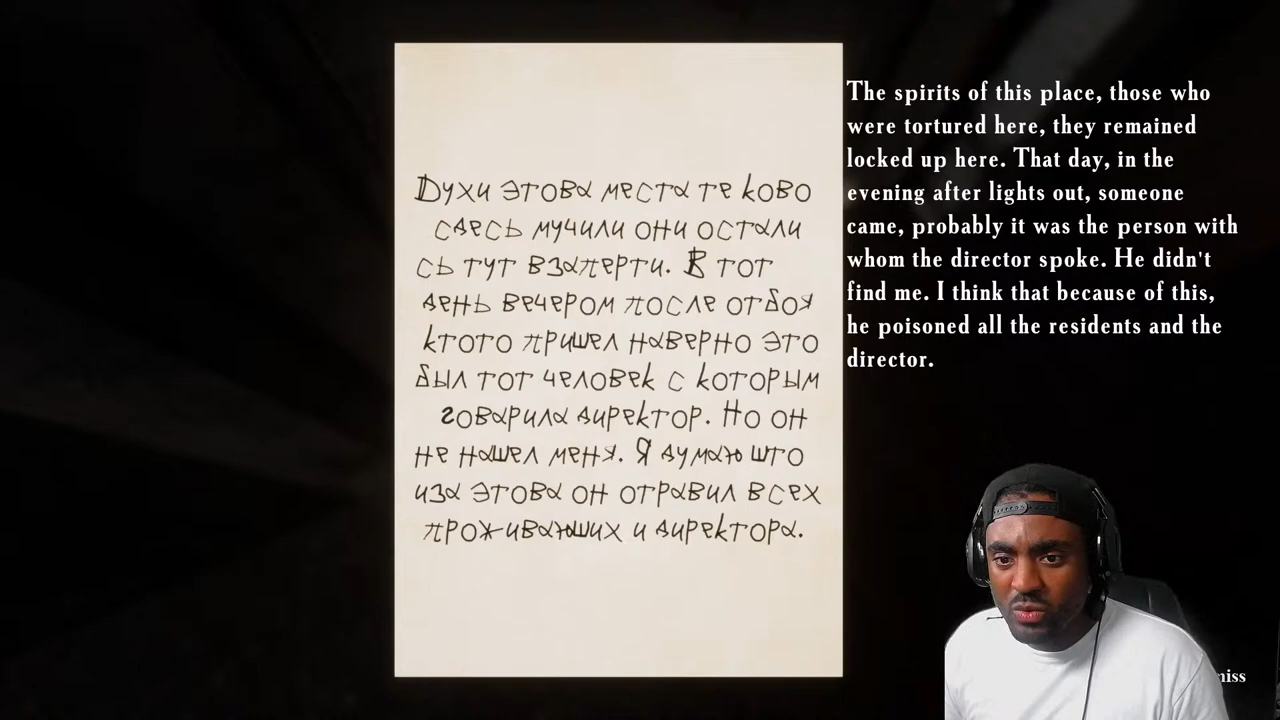 Духи этова места те ково
сдесь мучили они остали
сь тут взаперти. В тот
день вечером после отбоя
ктото пришел наверно это
был тот человек с которым
говарила директор. Но он
не нашел меня. Я думаю што
иза этова он отравил всех
проживаюших и директора.
The spirits of this place, those who
were tortured here, they remained
locked up here. That day, in the
evening after lights out, someone
came, probably it was the person with
whom the director spoke. He didn't
find me. I think that because of this,
he poisoned all the residents and the
director.